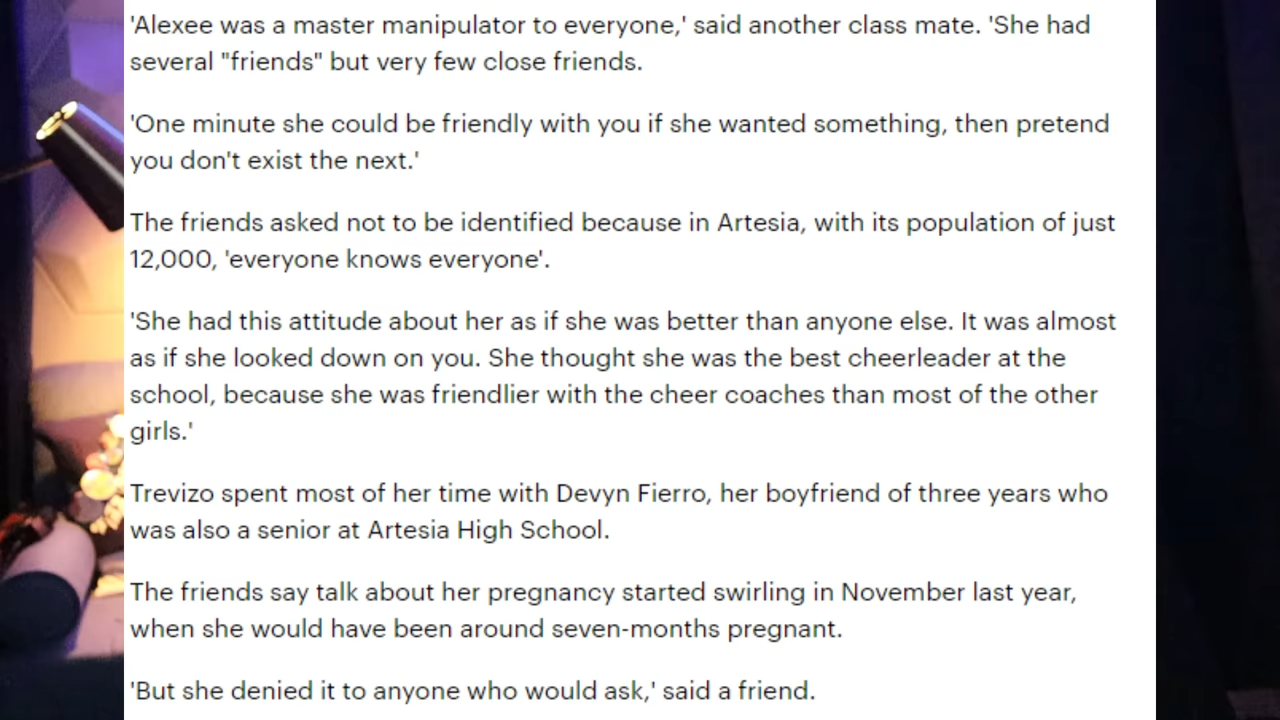 'Alexee was a master manipulator to everyone,' said another class mate. 'She had
several "friends" but very few close friends.
'One minute she could be friendly with you if she wanted something, then pretend
you don't exist the next.'
The friends asked not to be identified because in Artesia, with its population of just
12,000, 'everyone knows everyone'.
'She had this attitude about her as if she was better than anyone else. It was almost
as if she looked down on you. She thought she was the best cheerleader at the
school, because she was friendlier with the cheer coaches than most of the other
girls.'
Trevizo spent most of her time with Devyn Fierro, her boyfriend of three years who
was also a senior at Artesia High School.
The friends say talk about her pregnancy started swirling in November last year,
when she would have been around seven-months pregnant.
'But she denied it to anyone who would ask,' said a friend.